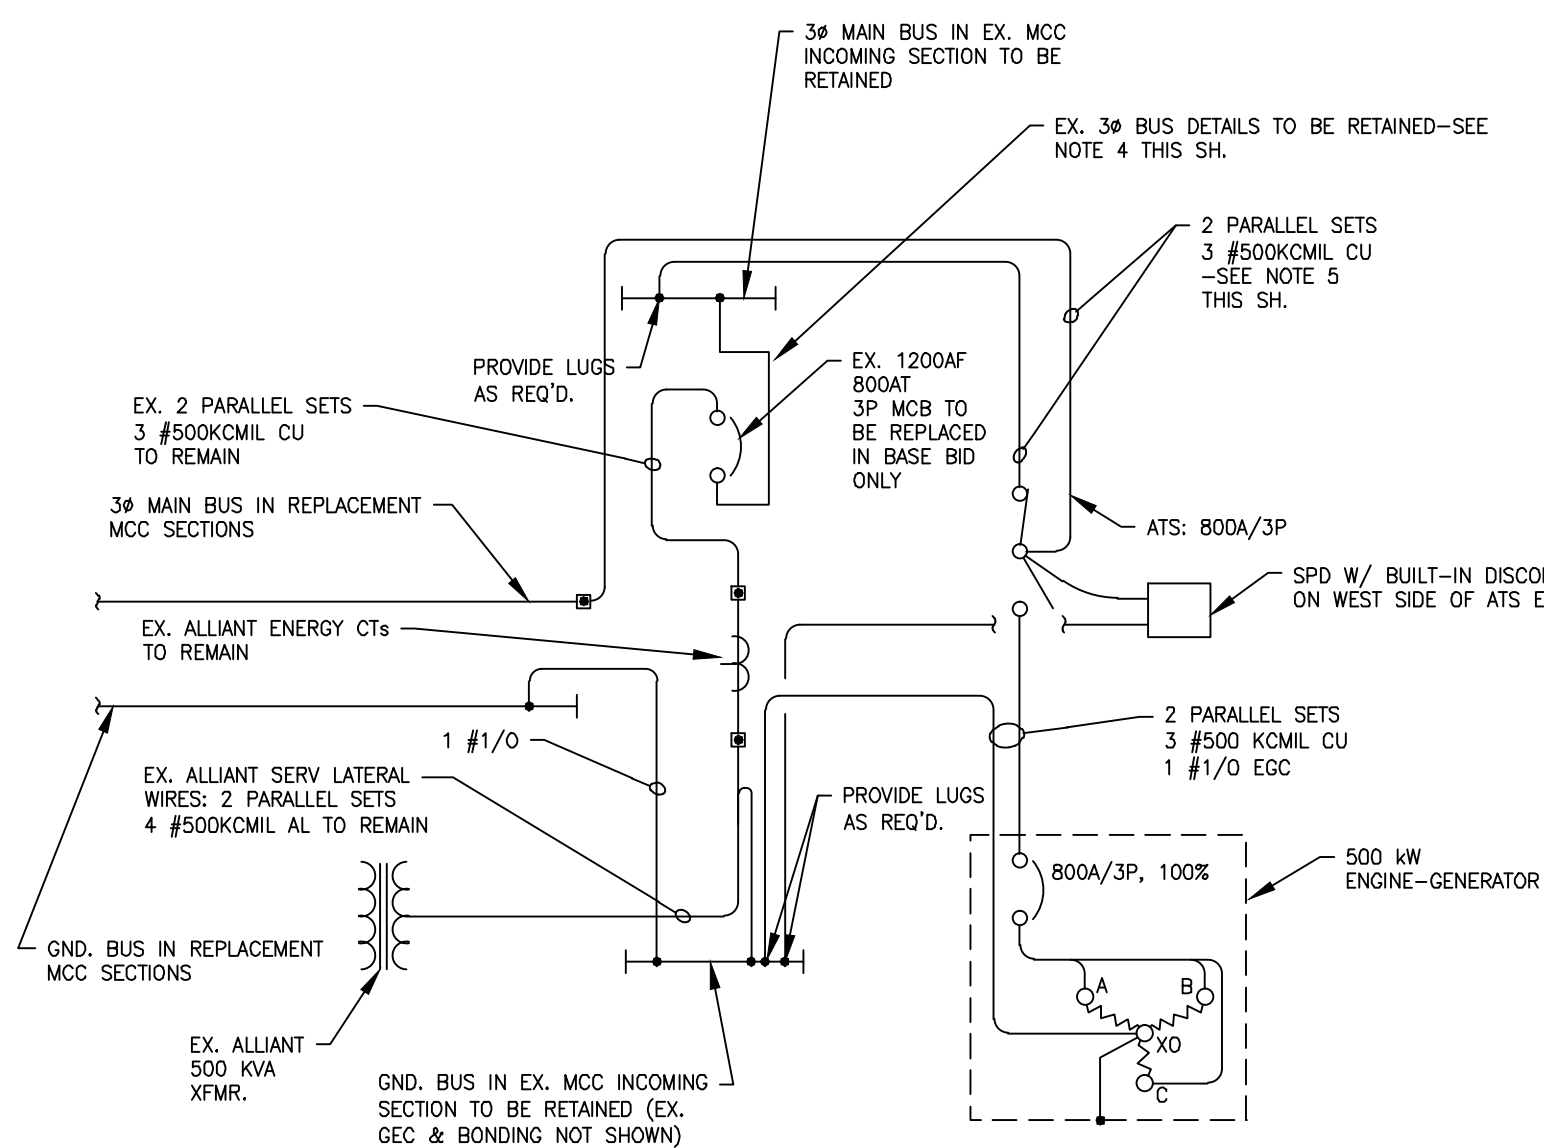 3Ø MAIN BUS IN EX. MCC
INCOMING SECTION TO BE
RETAINED
EX. 3Ø BUS DETAILS TO BE RETAINED-SEE
NOTE 4 THIS SH.
2 PARALLEL SETS
3 #500KCMIL CU
-SEE NOTE 5
THIS SH.
PROVIDE LUGS
AS REQ'D.
EX. 1200AF
800AT
3P MCB TO
BE REPLACED
IN BASE BID
ONLY
EX. 2 PARALLEL SETS
3 #500KCMIL CU
TO REMAIN
3Ø MAIN BUS IN REPLACEMENT
MCC SECTIONS
ATS: 800A/3P
SPD W/ BUILT-IN
ON WEST SIDE OF ATS
EX. ALLIANT ENERGY CTs
TO REMAIN
1 #1/0
2 PARALLEL SETS
3 #500 KCMIL CU
1 #1/0 EGC
EX. ALLIANT SERV LATERAL
WIRES: 2 PARALLEL SETS
4 #500KCMIL AL TO REMAIN
PROVIDE LUGS
AS REQ'D.
800A/3P, 100%
500 kW
ENGINE-GENERATOR
GND. BUS IN REPLACEMENT
MCC SECTIONS
A
B
XO
C
EX. ALLIANT
500 KVA
XFMR.
GND. BUS IN EX. MCC INCOMING
SECTION TO BE RETAINED (EX.
GEC & BONDING NOT SHOWN)